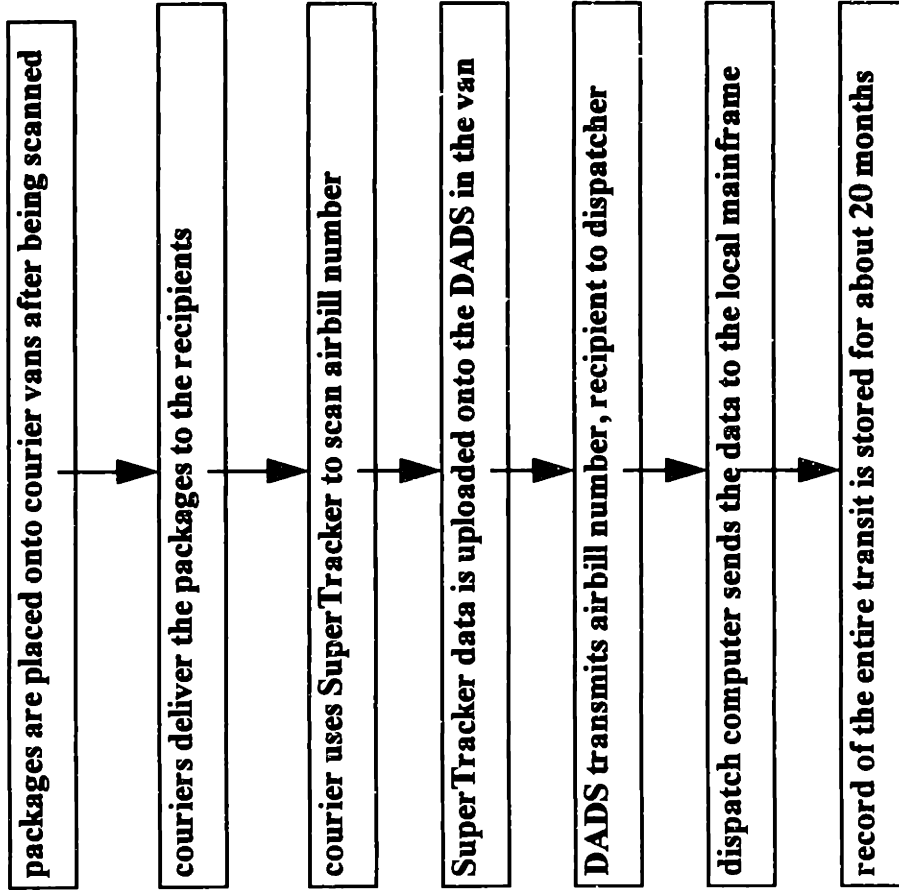 packages are placed onto courier vans after being scanned
couriers deliver the packages to the recipients
courier uses SuperTracker to scan airbill number
SuperTracker data is uploaded onto the DADS in the van
DADS transmits airbill number, recipient to dispatcher
dispatch computer sends the data to the local mainframe
record of the entire transit is stored for about 20 months